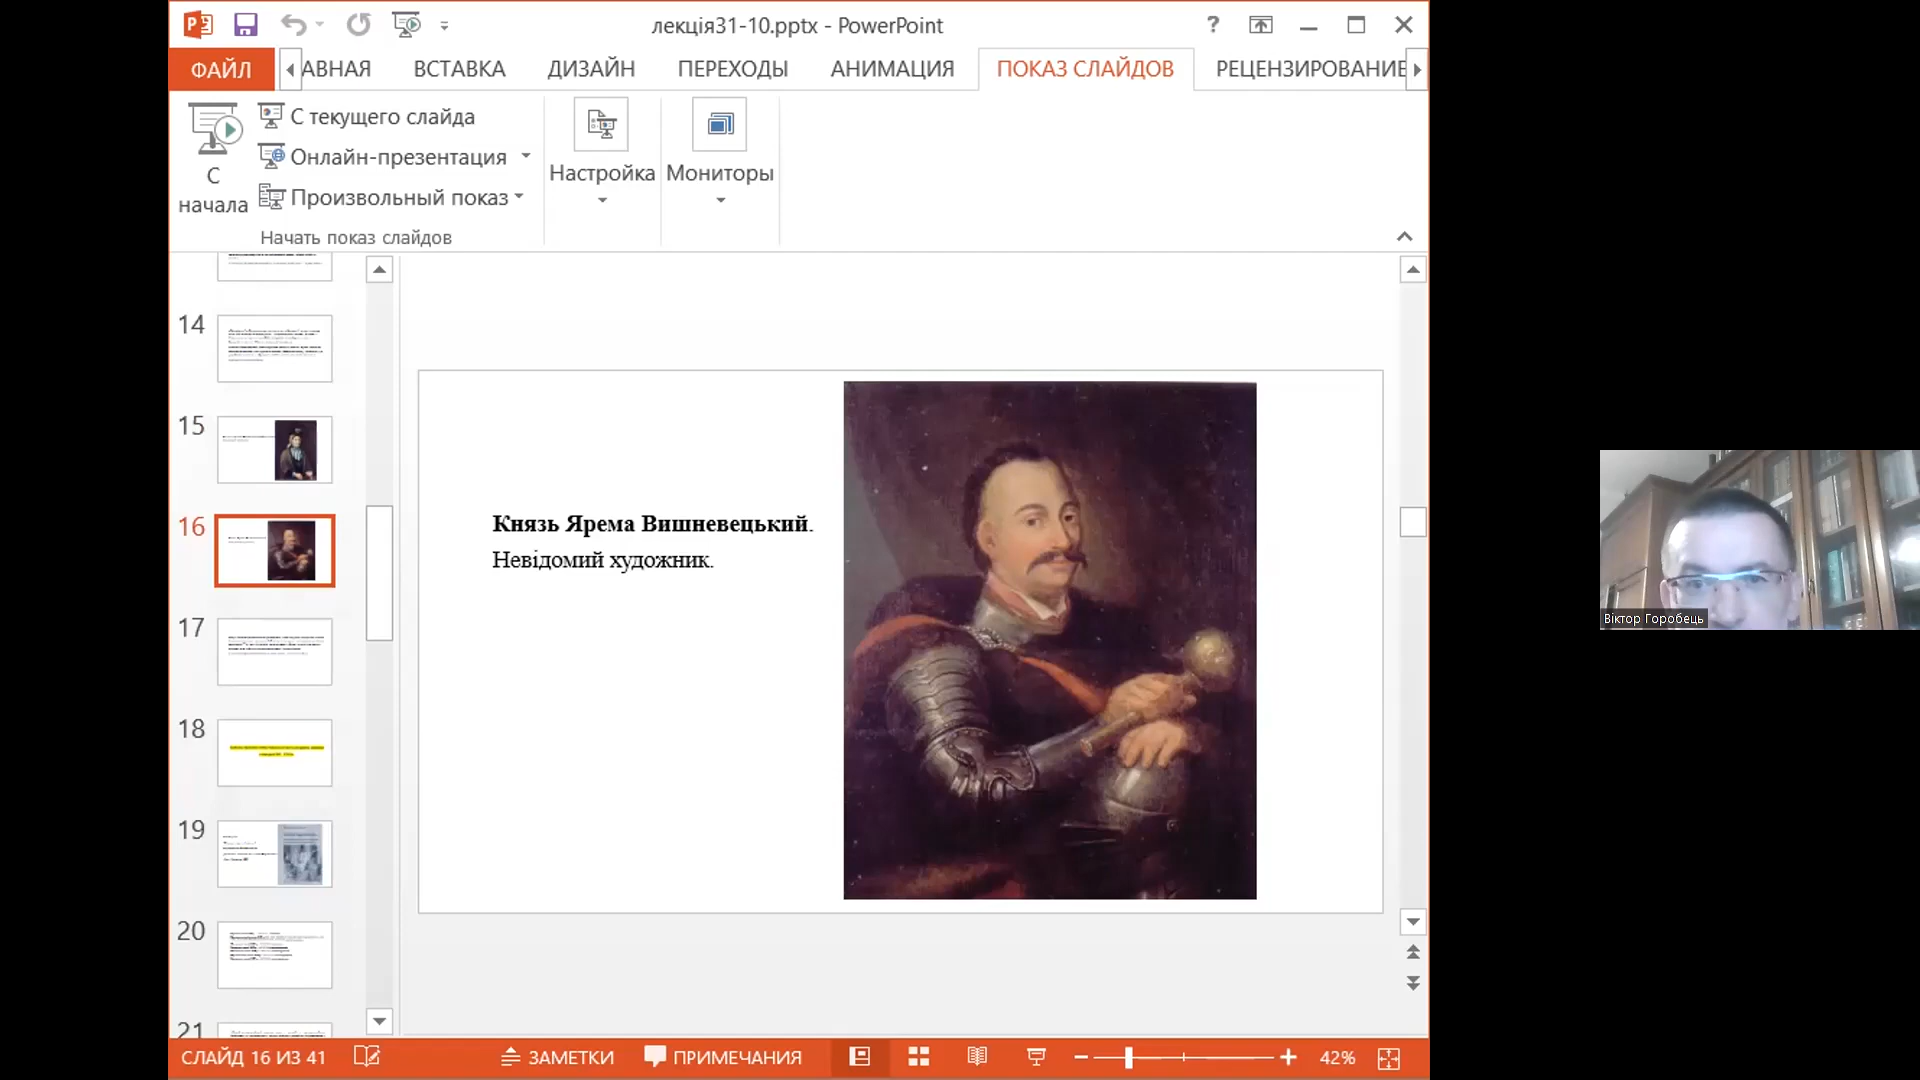 лекція31-10.pptx - PowerPoint
?
ФАЙЛ
АВНАЯ
ВСТАВКА
ДИЗАЙН
ПЕРЕХОДЫ
АНИМАЦИЯ
ПОКАЗ СЛАЙДОВ
РЕЦЕНЗИРОВАНИЕ
С начала
С текущего слайда
Онлайн-презентация
Произвольный показ
Начать показ слайдов
Настройка
Мониторы
14
15
16
17
18
19
20
21
Князь Ярема Вишневецький.
Невідомий художник.
Віктор Горобець
СЛАЙД 16 ИЗ 41
ЗАМЕТКИ
ПРИМЕЧАНИЯ
42%